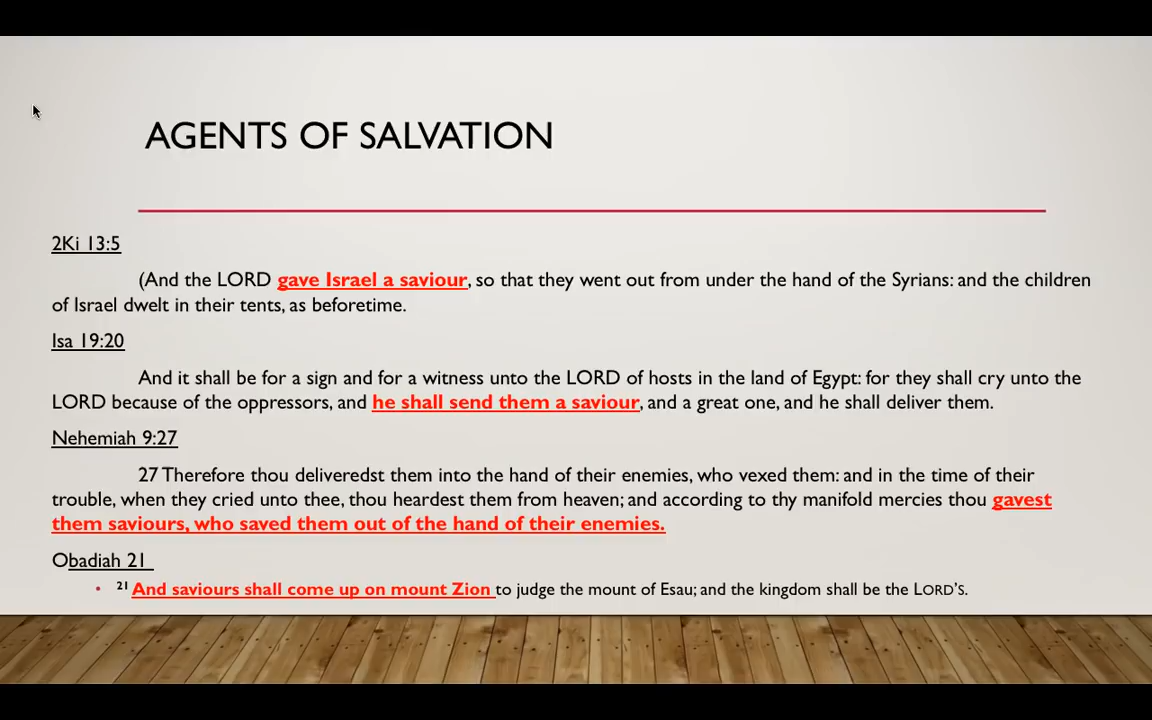 AGENTS OF SALVATION
2Ki 13:5
(And the LORD gave Israel a saviour, so that they went out from under the hand of the Syrians: and the children
of Israel dwelt in their tents, as beforetime.
Isa 19:20
And it shall be for a sign and for a witness unto the LORD of hosts in the land of Egypt: for they shall cry unto the
LORD because of the oppressors, and he shall send them a saviour, and a great one, and he shall deliver them.
Nehemiah 9:27
27 Therefore thou deliveredst them into the hand of their enemies, who vexed them: and in the time of their
trouble, when they cried unto thee, thou heardest them from heaven; and according to thy manifold mercies thou gavest
them saviours, who saved them out of the hand of their enemies.
Obadiah 21
• 21 And saviours shall come up on mount Zion to judge the mount of Esau; and the kingdom shall be the LORD'S.